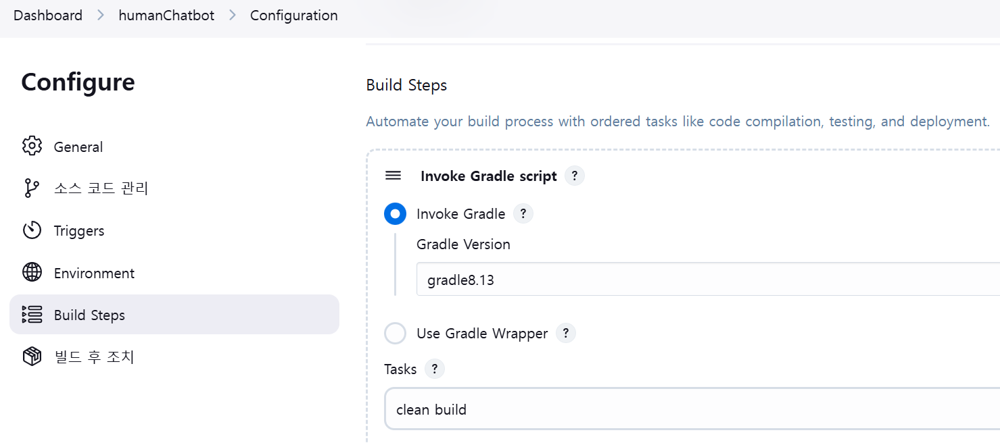 Dashboard > humanChatbot > Configuration
Configure
General
소스 코드 관리
Triggers
Environment
Build Steps
빌드 후 조치
Build Steps
Automate your build process with ordered tasks like code compilation, testing, and deployment.
Invoke Gradle script ?
Invoke Gradle ?
Gradle Version
gradle8.13
Use Gradle Wrapper ?
Tasks ?
clean build